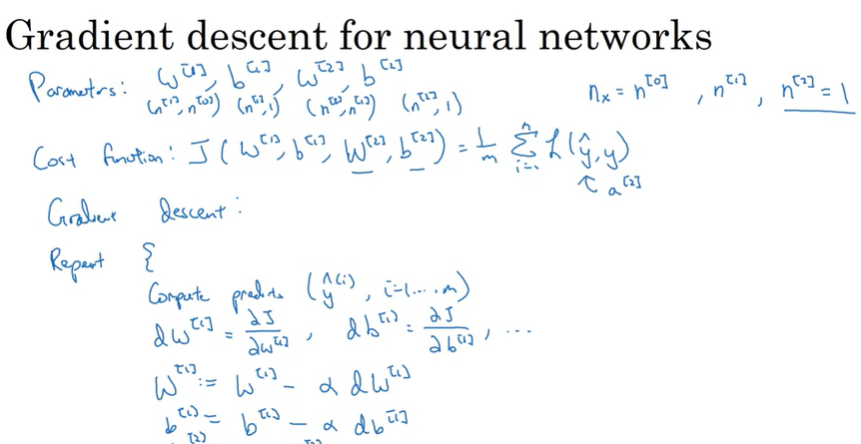 Gradient descent for neural networks
Parameters: W^[1], b^[1], W^[2], b^[2] n_x = n^[0], n^[1], n^[2] = 1
(n^[1], n^[0]) (n^[1], 1) (n^[2], n^[1]) (n^[2], 1)
Cost function: J(W^[1], b^[1], W^[2], b^[2]) = 1/m Σ_{i=1}^n L(ŷ, y)
↑ a^[2]
Gradient descent:
Repeat {
Compute predicts (ŷ^(i), i=1...m)
dW^[1] = ∂J/∂W^[1], db^[1] = ∂J/∂b^[1], ...
W^[1] := W^[1] - α dW^[1]
b^[1] = b^[1] - α db^[1]